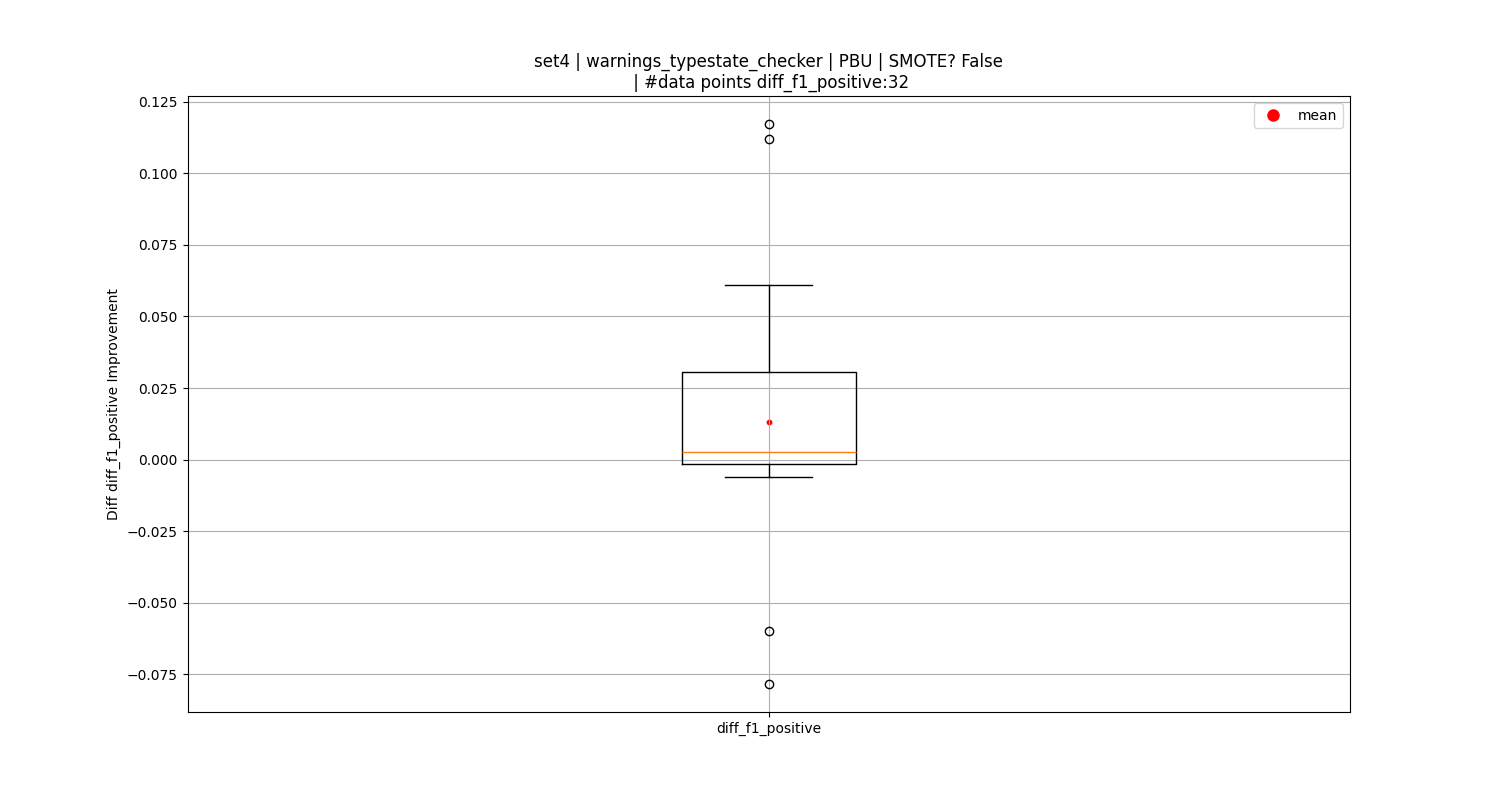 set4 | warnings_typestate_checker | PBU | SMOTE? False
| #data points diff_f1_positive:32
mean
Diff diff_f1_positive Improvement
0.125
0.100
0.075
0.050
0.025
0.000
−0.025
−0.050
−0.075
diff_f1_positive